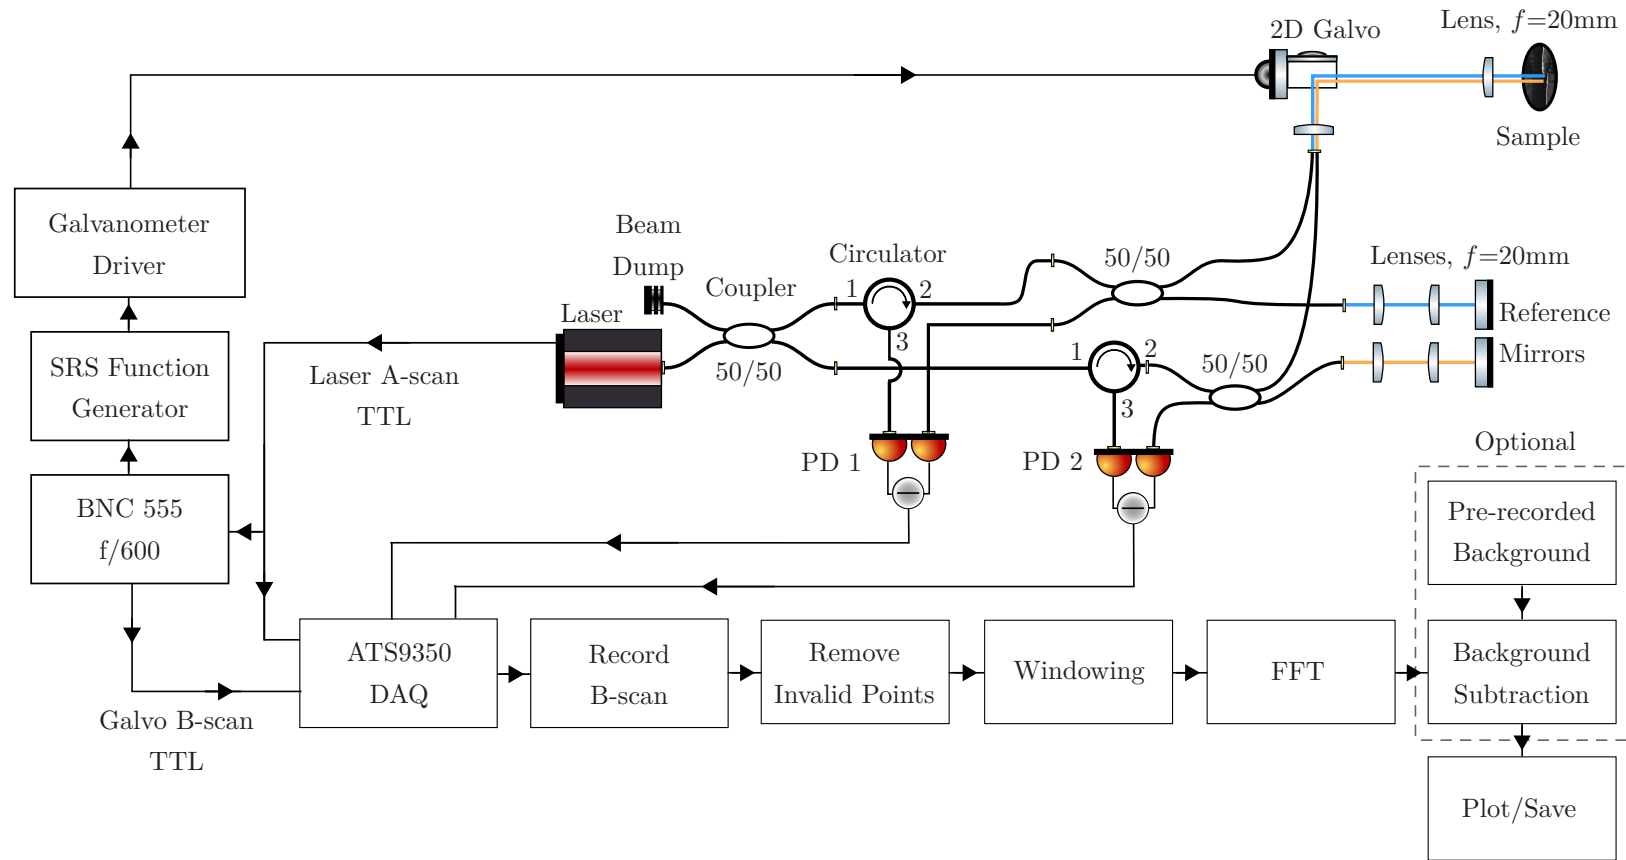 2D Galvo
Lens, f=20mm
Sample
Galvanometer
Driver
Beam
Dump
Circulator
50/50
Lenses, f=20mm
Coupler
1
2
3
Laser
50/50
Reference
Mirrors
1
2
3
50/50
SRS Function
Generator
Laser A-scan
TTL
PD 1
PD 2
Optional
BNC 555
f/600
Pre-recorded
Background
ATS9350
DAQ
Record
B-scan
Remove
Invalid Points
Windowing
FFT
Background
Subtraction
Galvo B-scan
TTL
Plot/Save